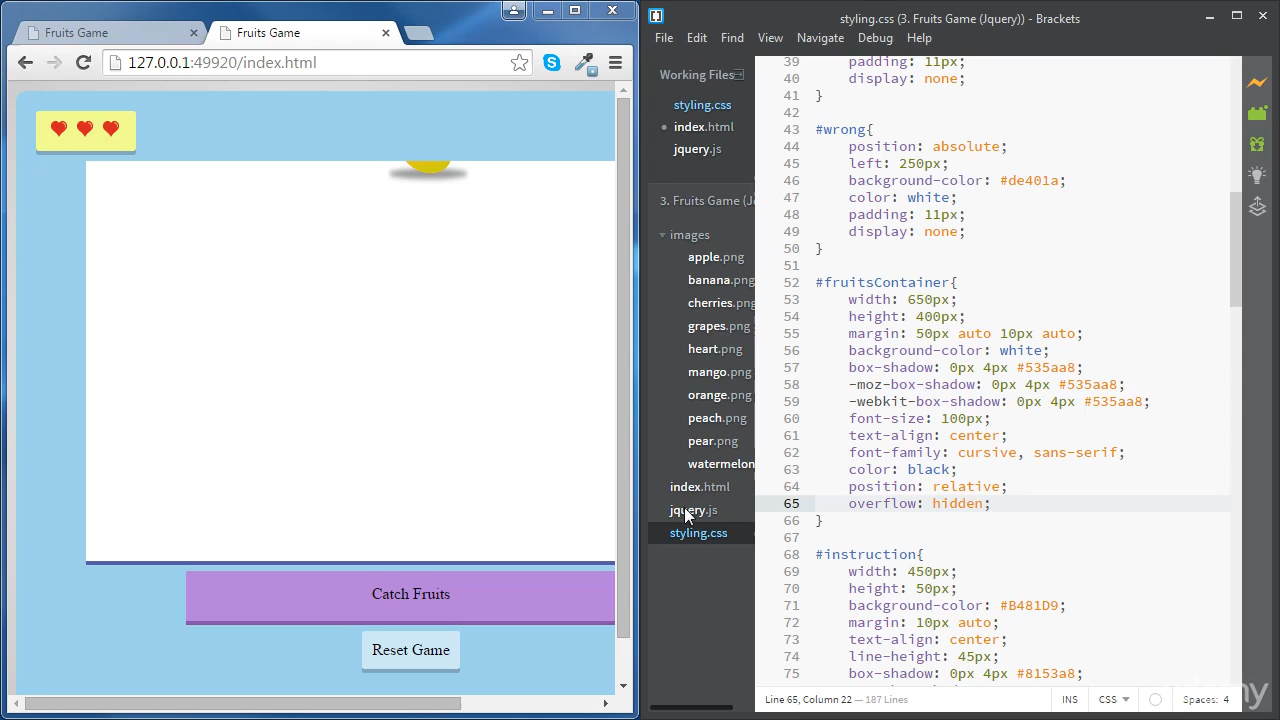 Fruits Game
Fruits Game
127.0.0.1:49920/index.html
Catch Fruits
Reset Game
styling.css (3. Fruits Game (Jquery)) - Brackets
File Edit Find View Navigate Debug Help
Working Files
styling.css
index.html
jquery.js
3. Fruits Game (J
images
apple.png
banana.png
cherries.png
grapes.png
heart.png
mango.png
orange.png
peach.png
pear.png
watermelon
index.html
jquery.js
styling.css
39 padding: 11px;
40 display: none;
41 }
42
43 #wrong{
44 position: absolute;
45 left: 250px;
46 background-color: #de401a;
47 color: white;
48 padding: 11px;
49 display: none;
50 }
51
52 #fruitsContainer{
53 width: 650px;
54 height: 400px;
55 margin: 50px auto 10px auto;
56 background-color: white;
57 box-shadow: 0px 4px #535aa8;
58 -moz-box-shadow: 0px 4px #535aa8;
59 -webkit-box-shadow: 0px 4px #535aa8;
60 font-size: 100px;
61 text-align: center;
62 font-family: cursive, sans-serif;
63 color: black;
64 position: relative;
65 overflow: hidden;
66 }
67
68 #instruction{
69 width: 450px;
70 height: 50px;
71 background-color: #B481D9;
72 margin: 10px auto;
73 text-align: center;
74 line-height: 45px;
75 box-shadow: 0px 4px #8153a8;
Line 65, Column 22 — 187 Lines
INS CSS Spaces: 4